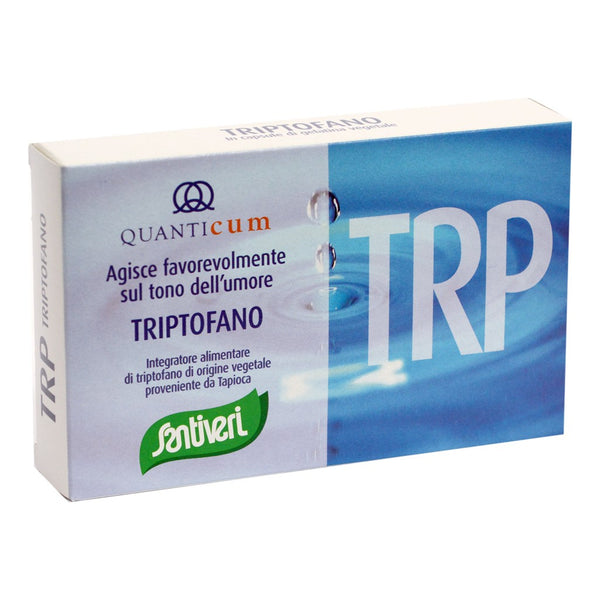 TRIPTOFANO
in capsule di gelatina vegetale
QUANTICUM
Agisce favorevolmente
sul tono dell'umore
TRIPTOFANO
Integratore alimentare
di triptofano di origine vegetale
proveniente da Tapioca
Santiveri
TRP
TRP TRIPTOFANO